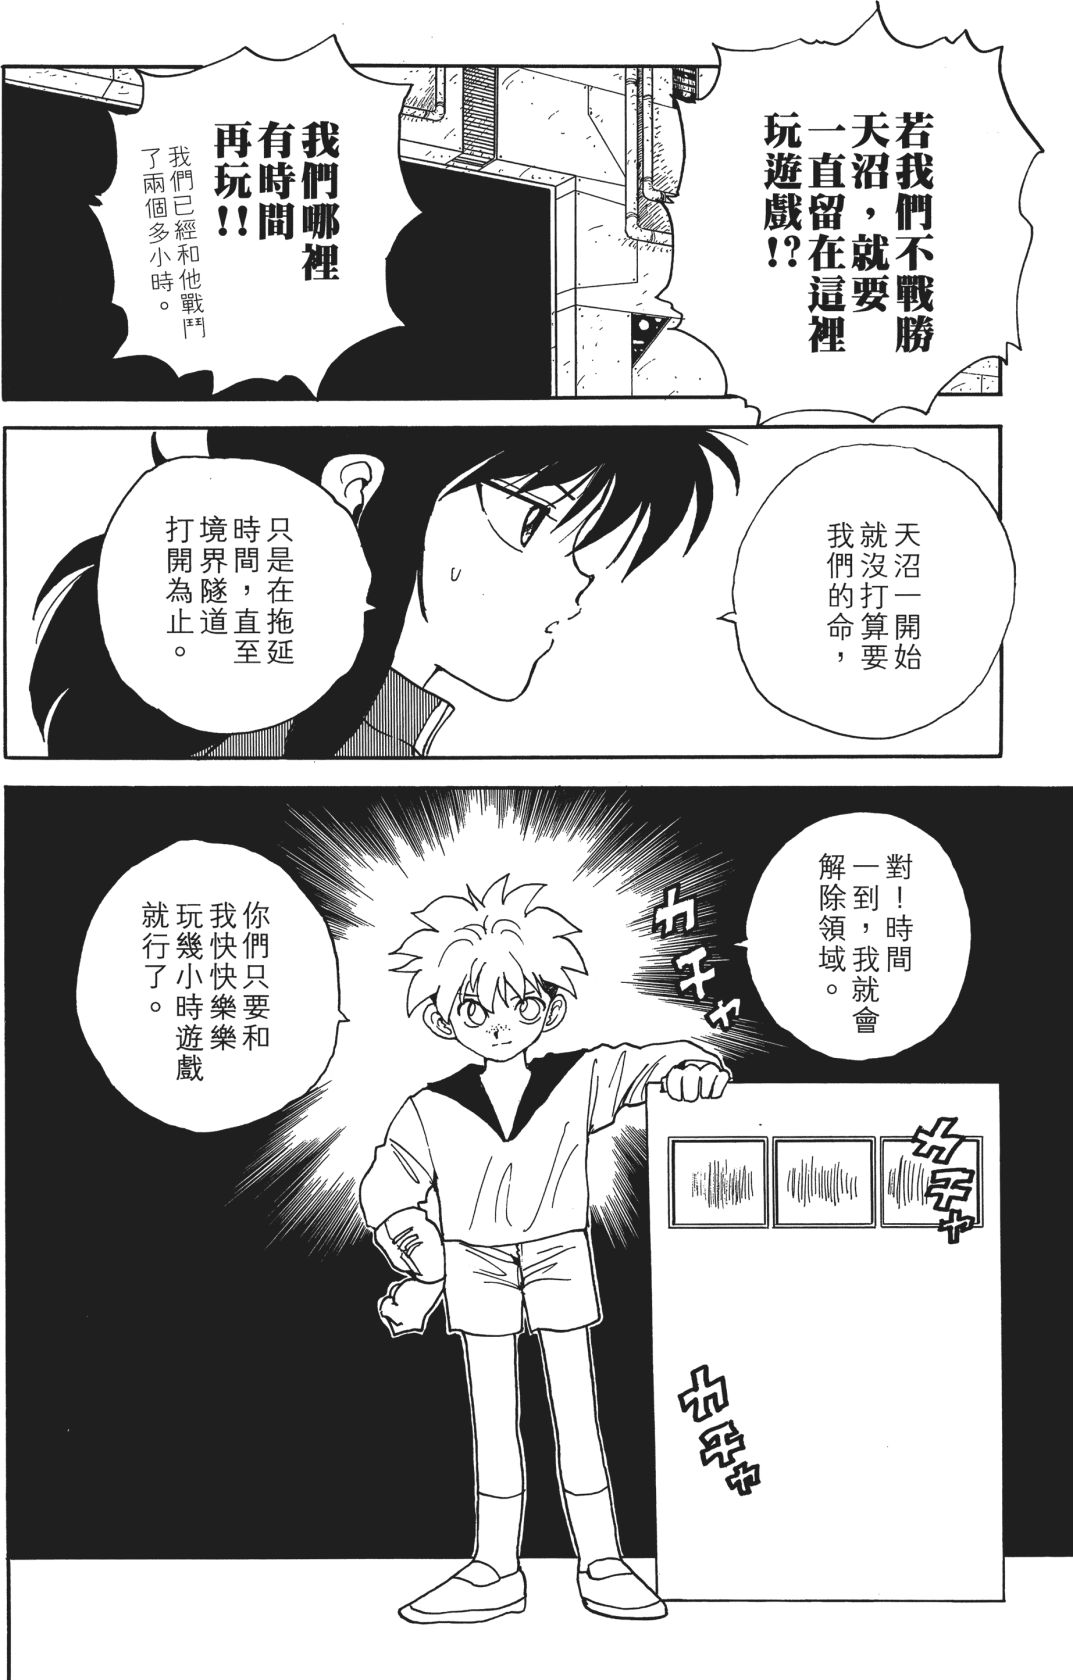 若我們不戰勝
天沼，就要
一直留在這裡
玩遊戲!?
我們哪裡
有時間
再玩!!
我們已經和他戰鬥
了兩個多小時。
天沼一開始
就沒打算要
我們的命，
只是在拖延
時間，直至
境界隧道
打開為止。
對！時間
一到，我就會
解除領域。
カチャ
你們只要和
我快快樂樂
玩幾小時遊戲
就行了。
カチャ
カチャ